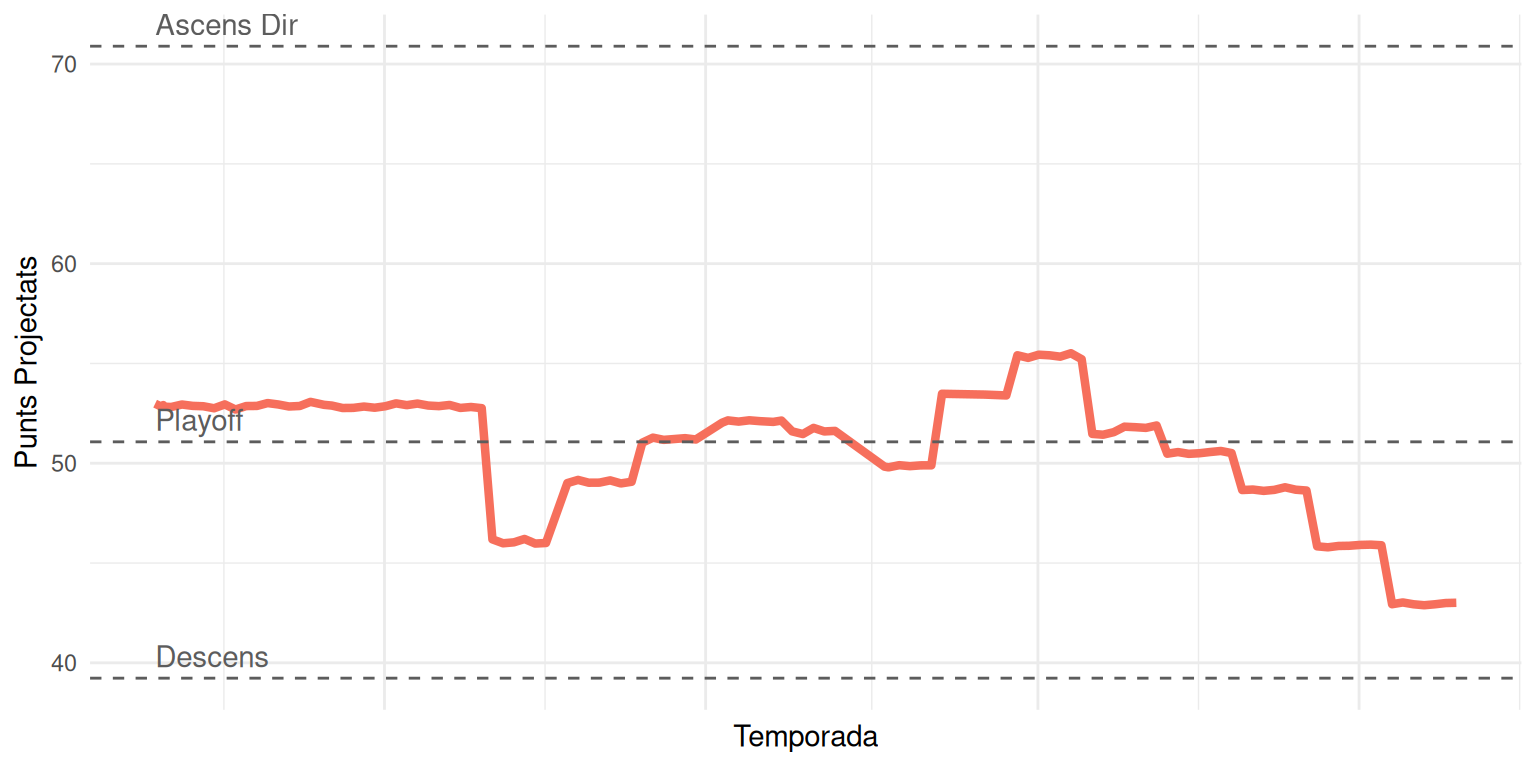 Ascens Dir
70
60
Punts Projectats
Playoff
50
Descens
40
Temporada